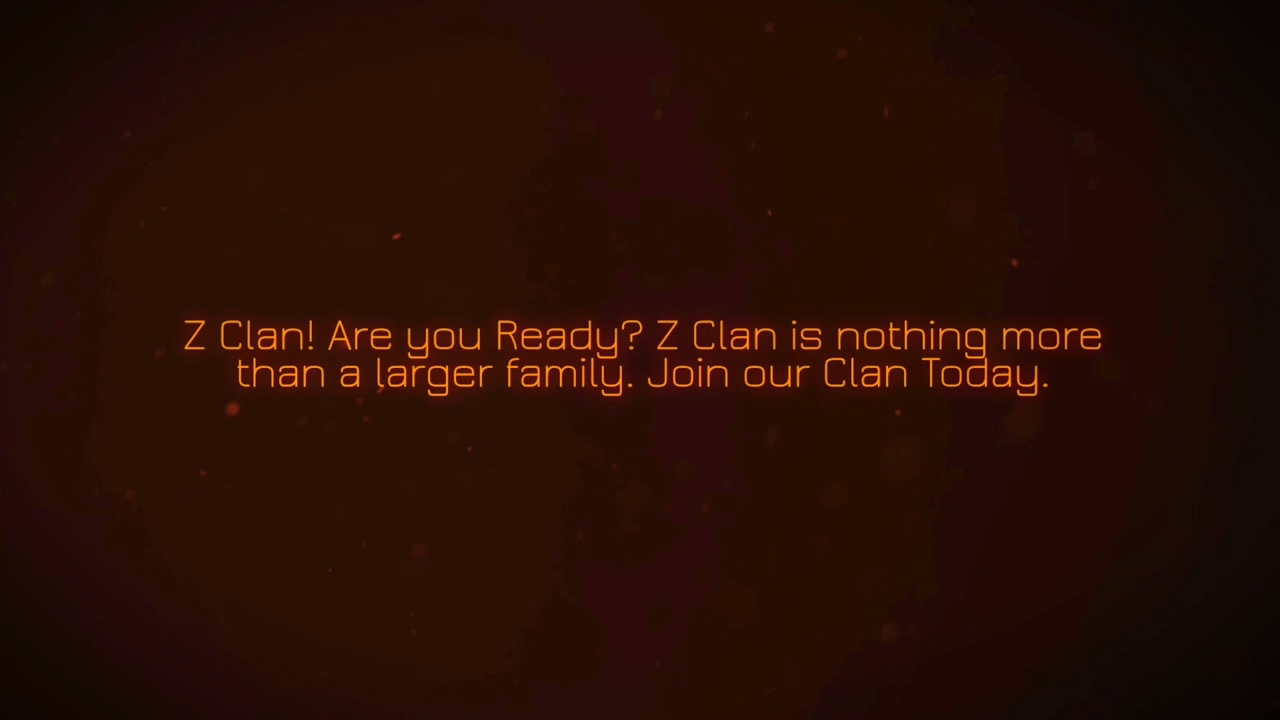 Z Clan! Are you Ready? Z Clan is nothing more
than a larger family. Join our Clan Today.